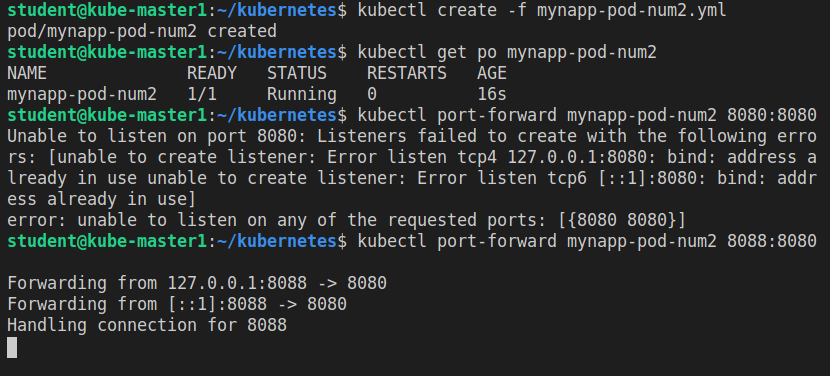 student@kube-master1:~/kubernetes$ kubectl create -f mynapp-pod-num2.yml
pod/mynapp-pod-num2 created
student@kube-master1:~/kubernetes$ kubectl get po mynapp-pod-num2
NAME              READY   STATUS    RESTARTS   AGE
mynapp-pod-num2   1/1     Running   0          16s
student@kube-master1:~/kubernetes$ kubectl port-forward mynapp-pod-num2 8080:8080
Unable to listen on port 8080: Listeners failed to create with the following erro
rs: [unable to create listener: Error listen tcp4 127.0.0.1:8080: bind: address a
lready in use unable to create listener: Error listen tcp6 [::1]:8080: bind: addr
ess already in use]
error: unable to listen on any of the requested ports: [{8080 8080}]
student@kube-master1:~/kubernetes$ kubectl port-forward mynapp-pod-num2 8088:8080
Forwarding from 127.0.0.1:8088 -> 8080
Forwarding from [::1]:8088 -> 8080
Handling connection for 8088